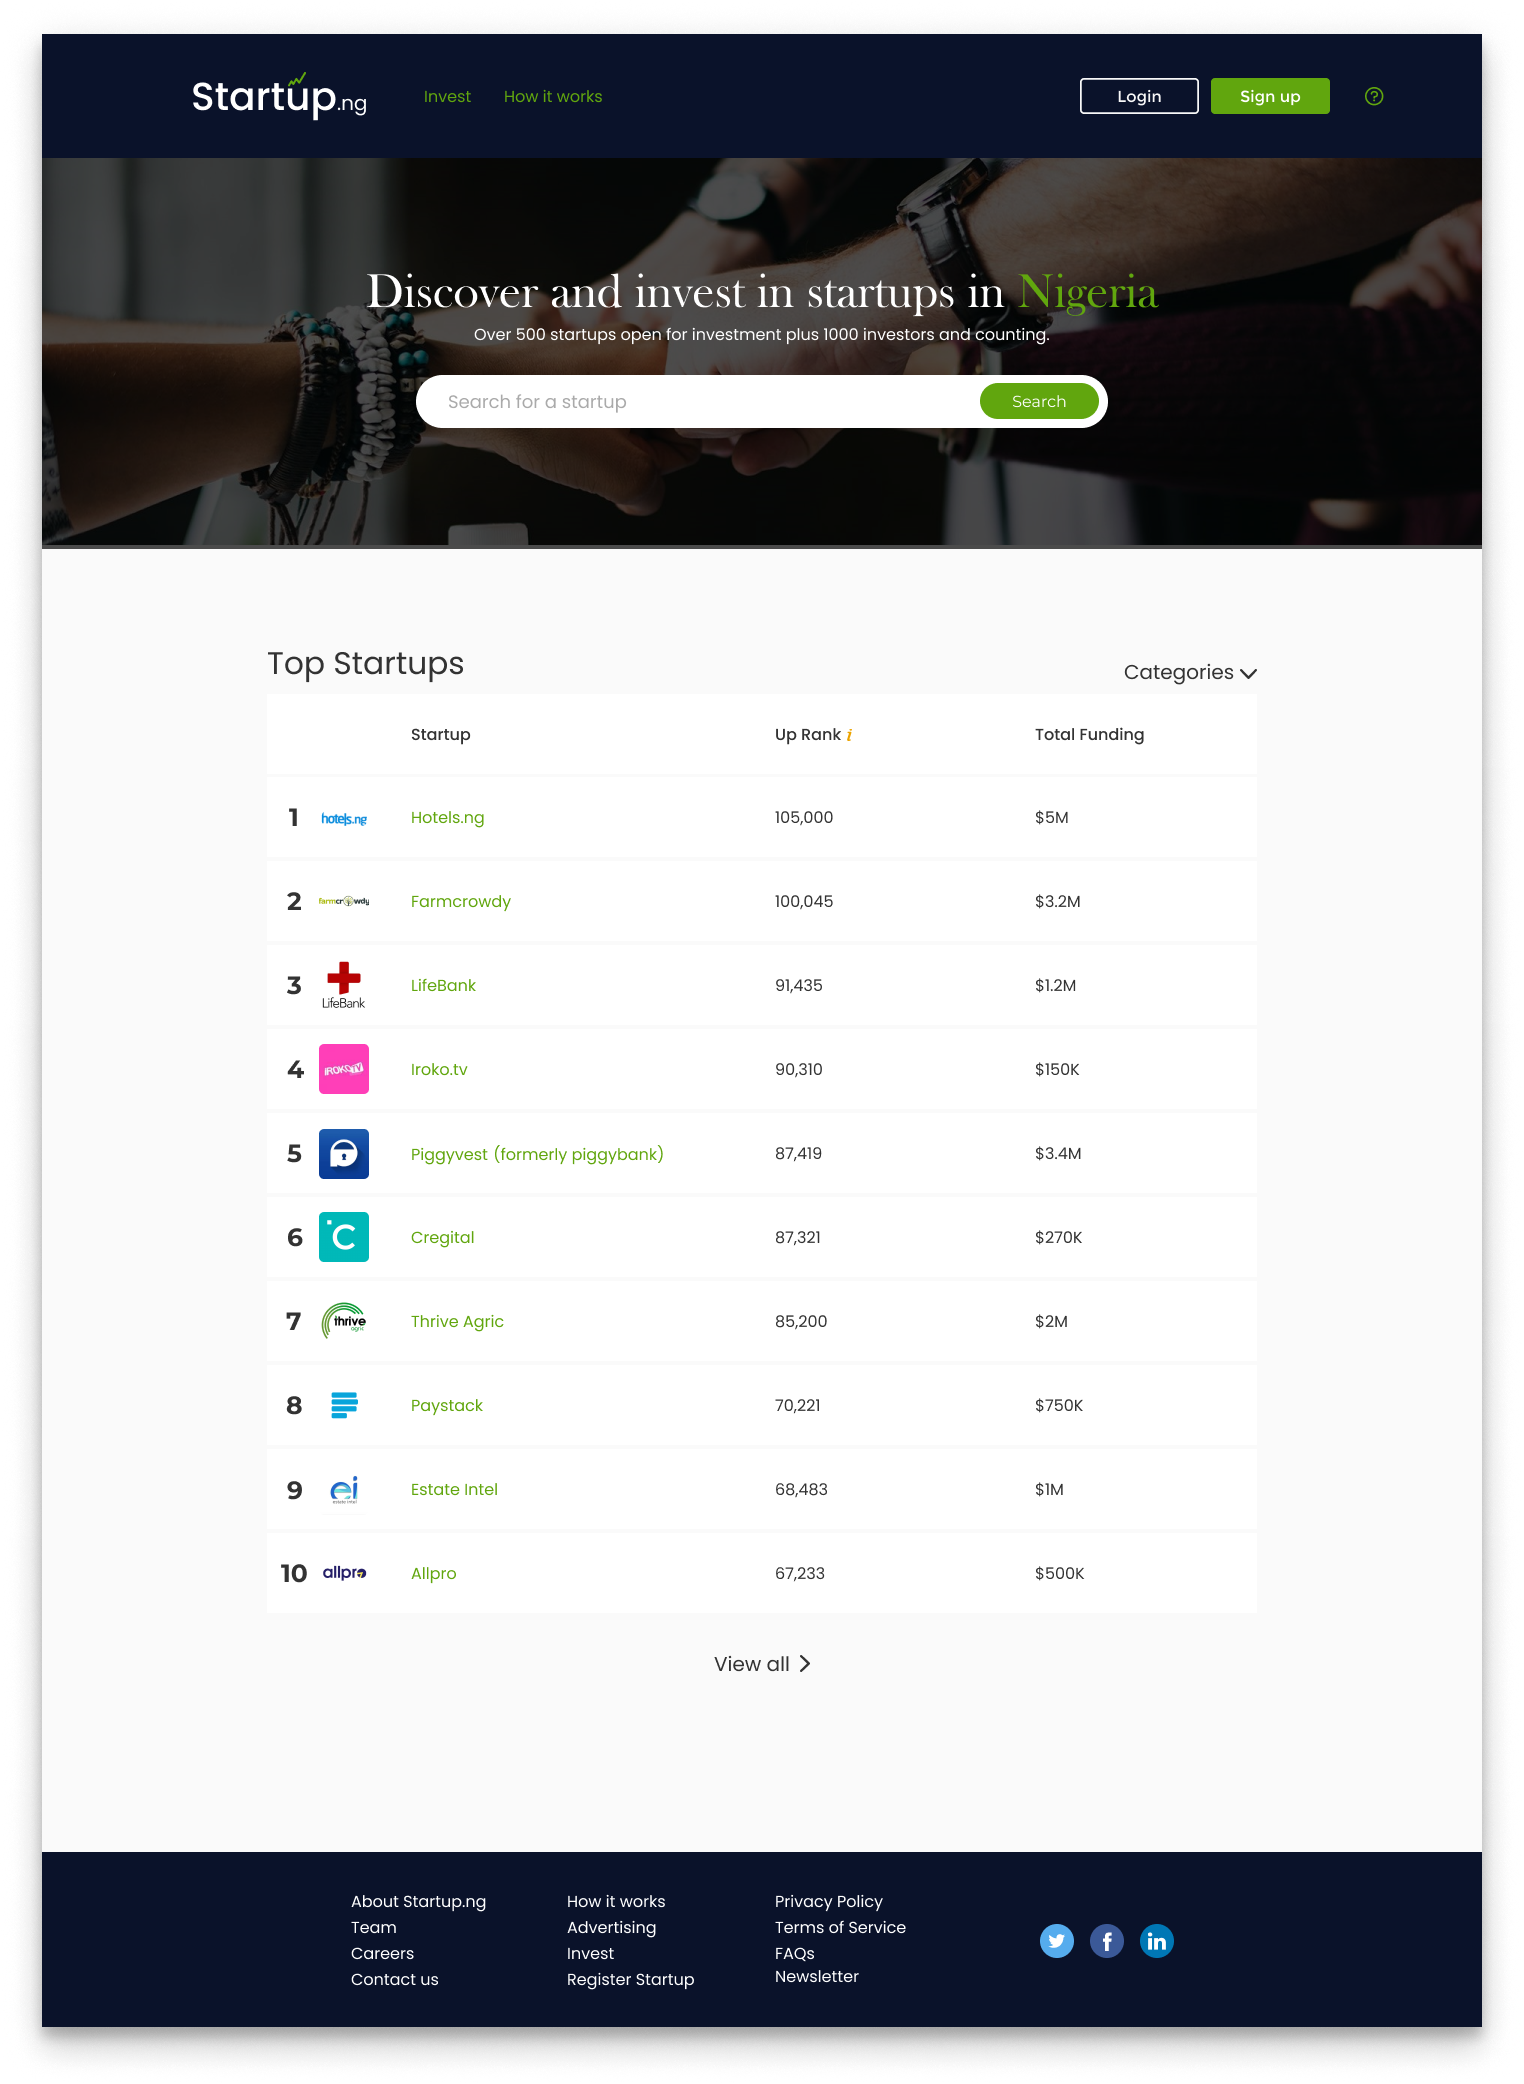 Startup.ng
Invest
How it works
Login
Sign up
?
Discover and invest in startups in Nigeria
Over 500 startups open for investment plus 1000 investors and counting.
Search for a startup
Search
Top Startups
Categories
Startup
Up Rank i
Total Funding
1 hotels.ng Hotels.ng 105,000 $5M
2 farmcrowdy Farmcrowdy 100,045 $3.2M
3 LifeBank LifeBank 91,435 $1.2M
4 IROKOTV Iroko.tv 90,310 $150K
5 Piggyvest (formerly piggybank) 87,419 $3.4M
6 C Cregital 87,321 $270K
7 thrive agric Thrive Agric 85,200 $2M
8 Paystack 70,221 $750K
9 ei estate intel Estate Intel 68,483 $1M
10 allpro Allpro 67,233 $500K
View all
About Startup.ng
Team
Careers
Contact us
How it works
Advertising
Invest
Register Startup
Privacy Policy
Terms of Service
FAQs
Newsletter
f
in